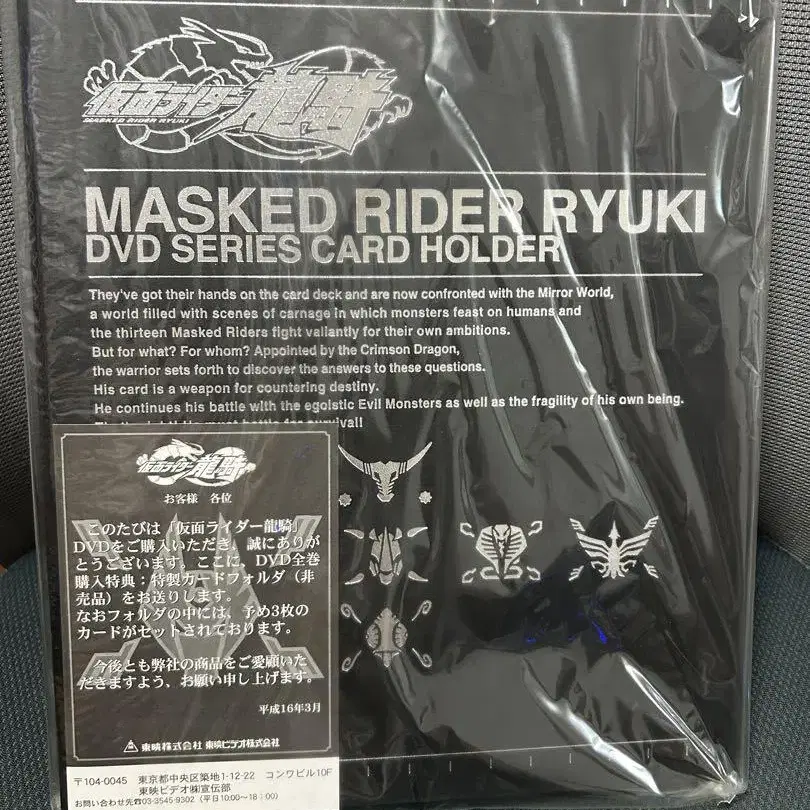 仮面ライダー龍騎
MASKED RIDER RYUKI
MASKED RIDER RYUKI
DVD SERIES CARD HOLDER
They've got their hands on the card deck and are now confronted with the Mirror World,
a world filled with scenes of carnage in which monsters feast on humans and
the thirteen Masked Riders fight valiantly for their own ambitions.
But for what? For whom? Appointed by the Crimson Dragon,
the warrior sets forth to discover the answers to these questions.
His card is a weapon for countering destiny.
He continues his battle with the egoistic Evil Monsters as well as the fragility of his own being.
仮面ライダー龍騎
お客様 各位
このたびは「仮面ライダー龍騎」
DVDをご購入いただき、誠にありが
とうございます。ここに、DVD全巻
購入特典:特製カードフォルダ(非
売品)をお送りします。
なおフォルダの中には、予め3枚の
カードがセットされております。
今後とも弊社の商品をご愛顧いた
だきますよう、お願い申し上げます。
平成16年3月
東映株式会社 東映ビデオ株式会社
〒104-0045 東京都中央区築地1-12-22 コンワビル10F
東映ビデオ㈱宣伝部
お問い合わせ先☎03-3545-9302(平日10:00~18:00)